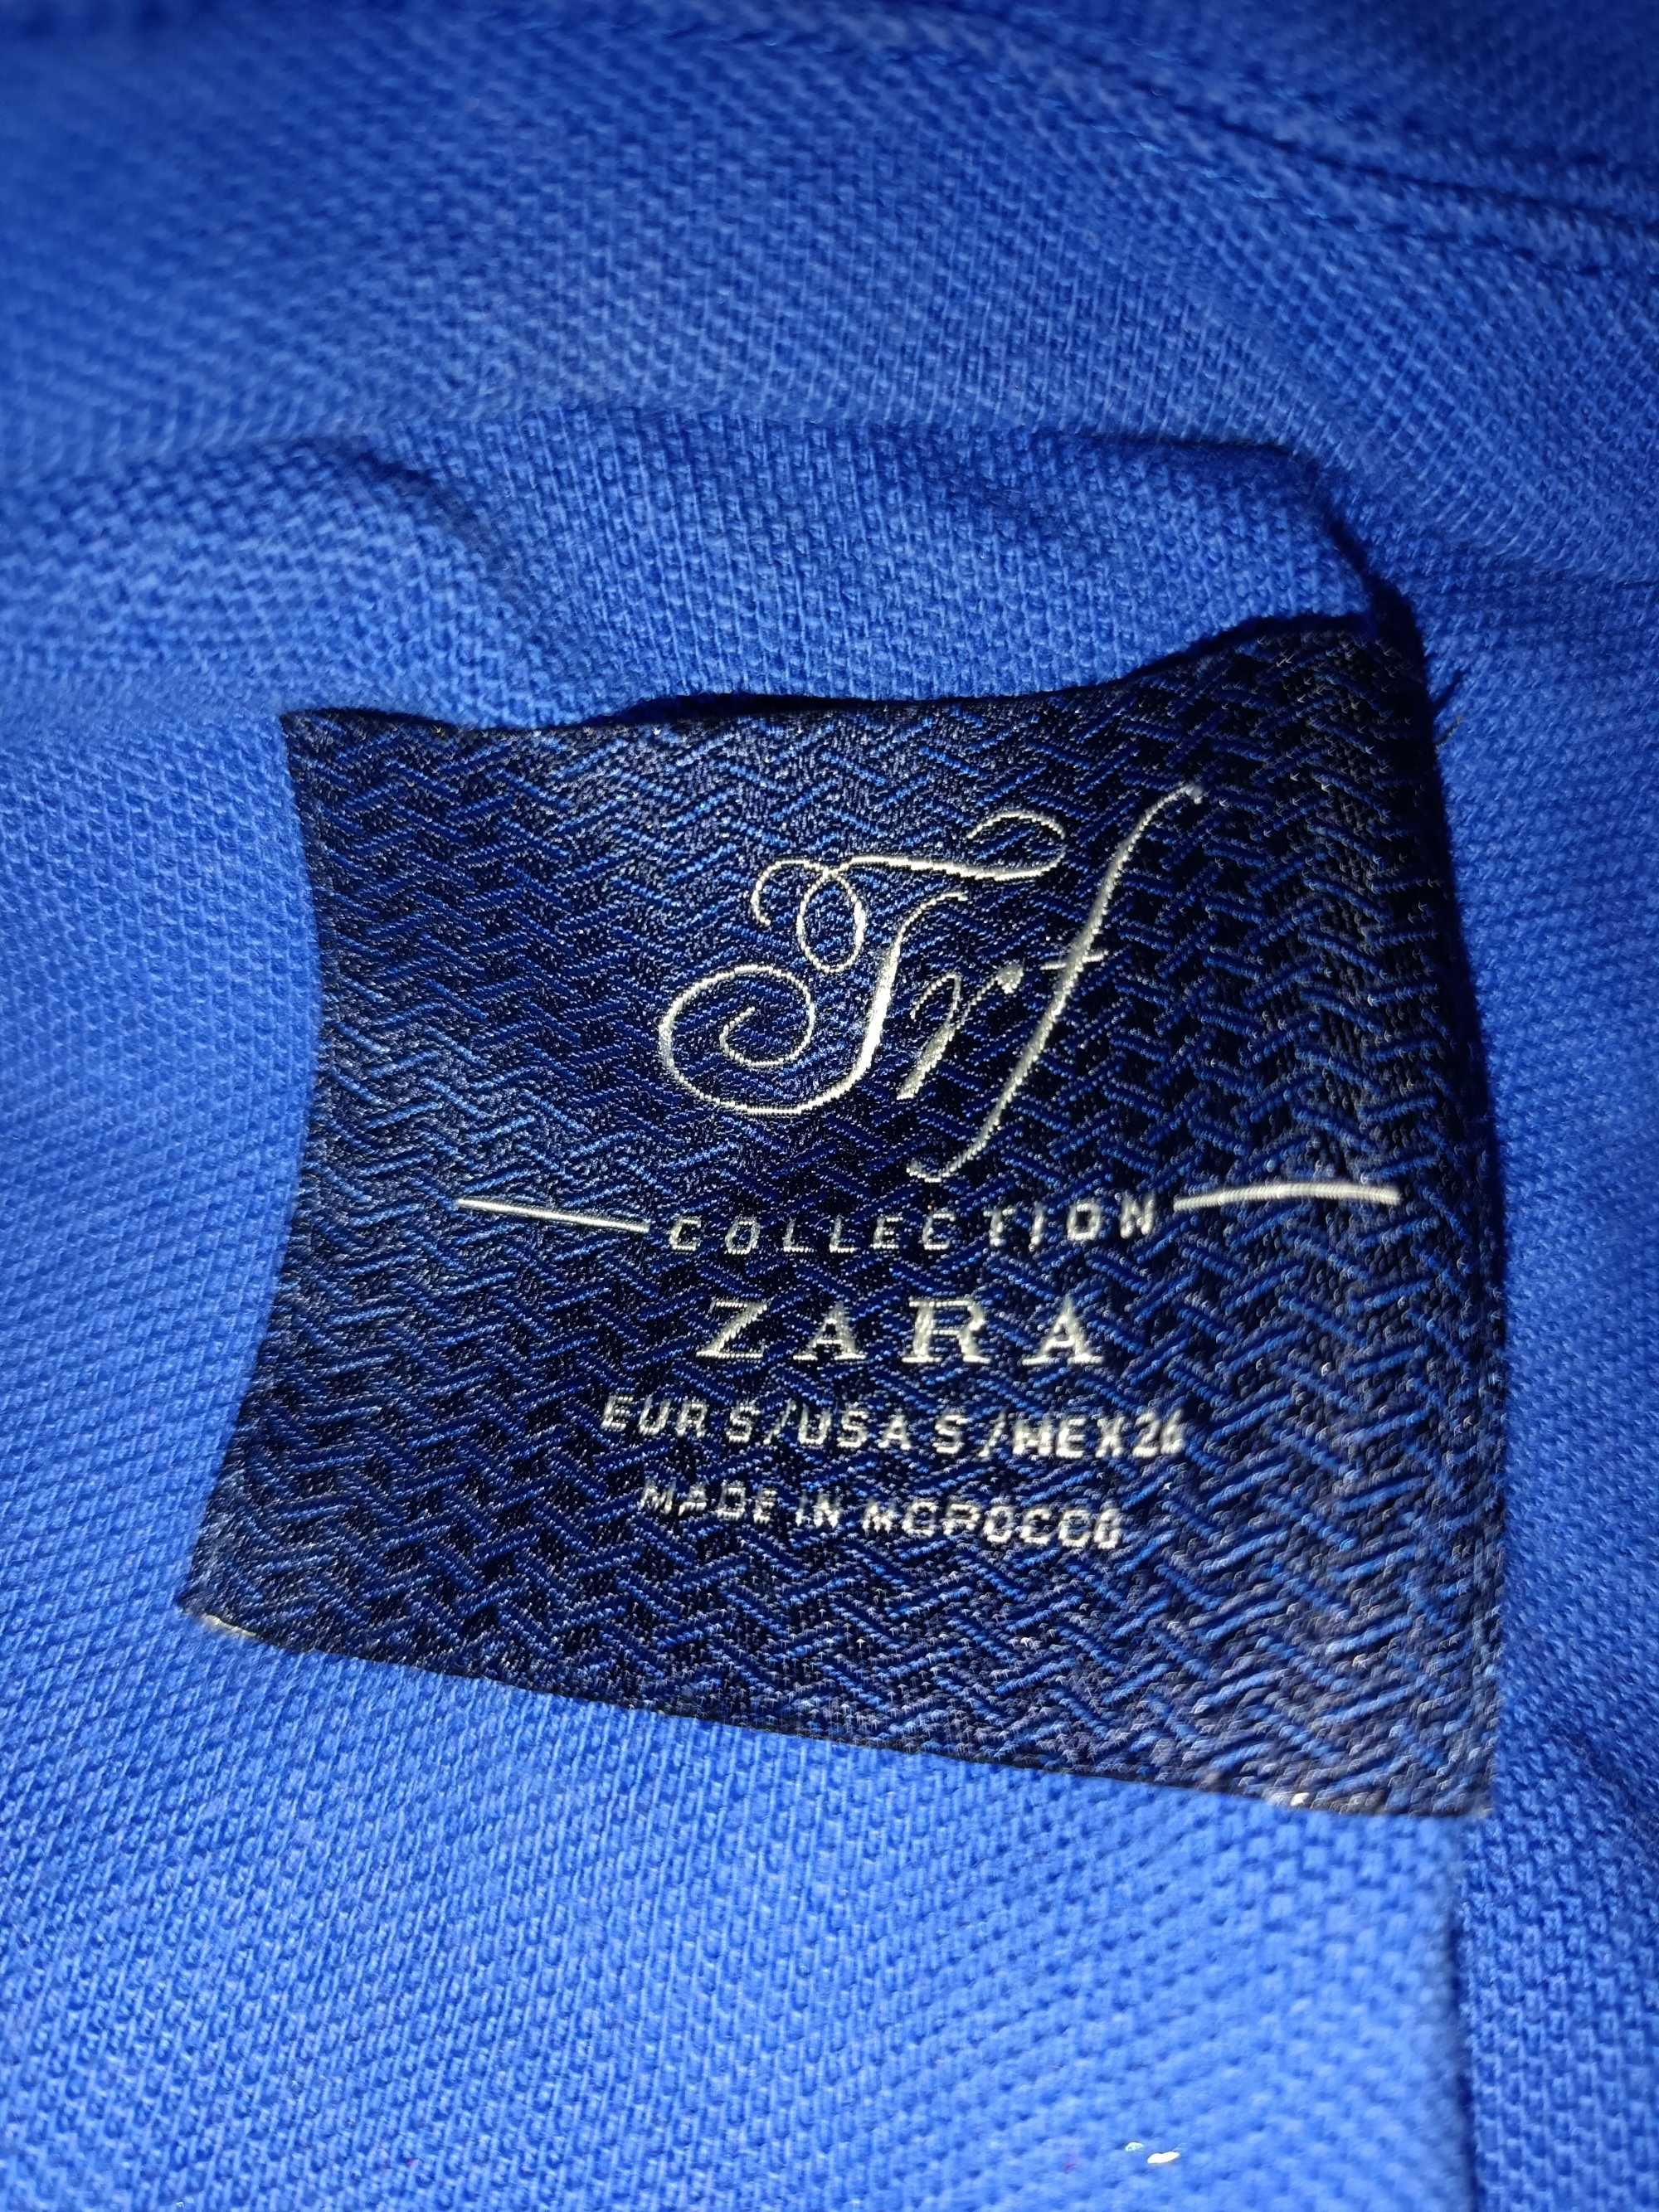 Trf
COLLECTION
ZARA
EUR S/USA S/MEX 26
MADE IN MOROCCO